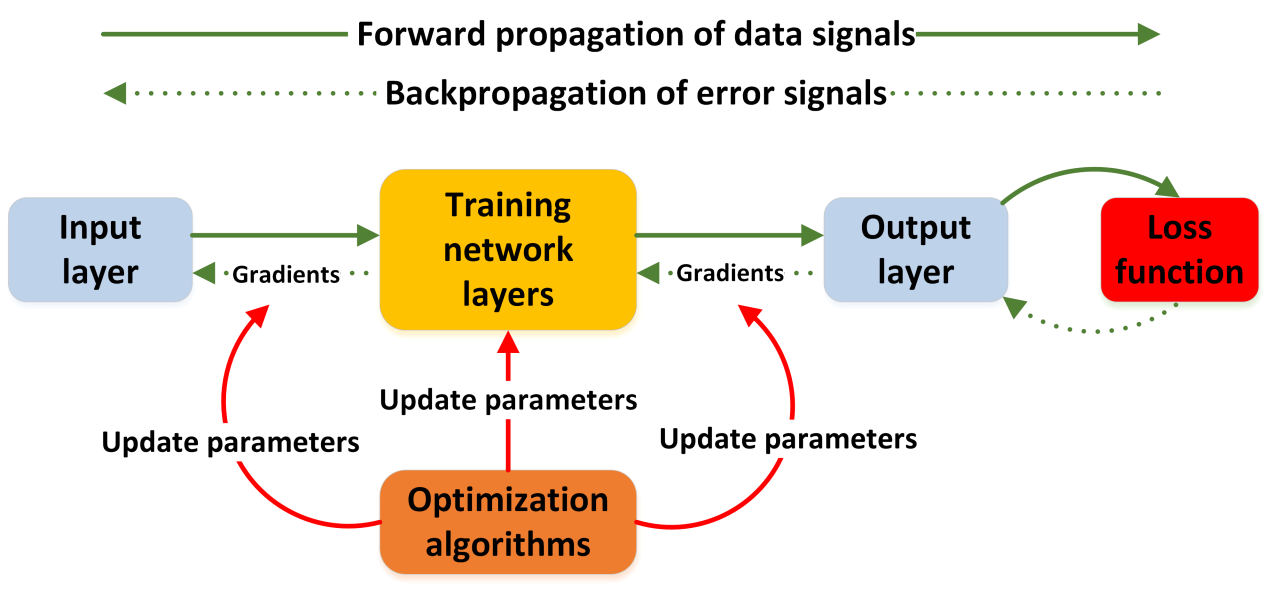 Forward propagation of data signals
Backpropagation of error signals
Input
layer
Training
network
layers
Output
layer
Loss
function
Gradients
Gradients
Update parameters
Update parameters
Update parameters
Optimization
algorithms